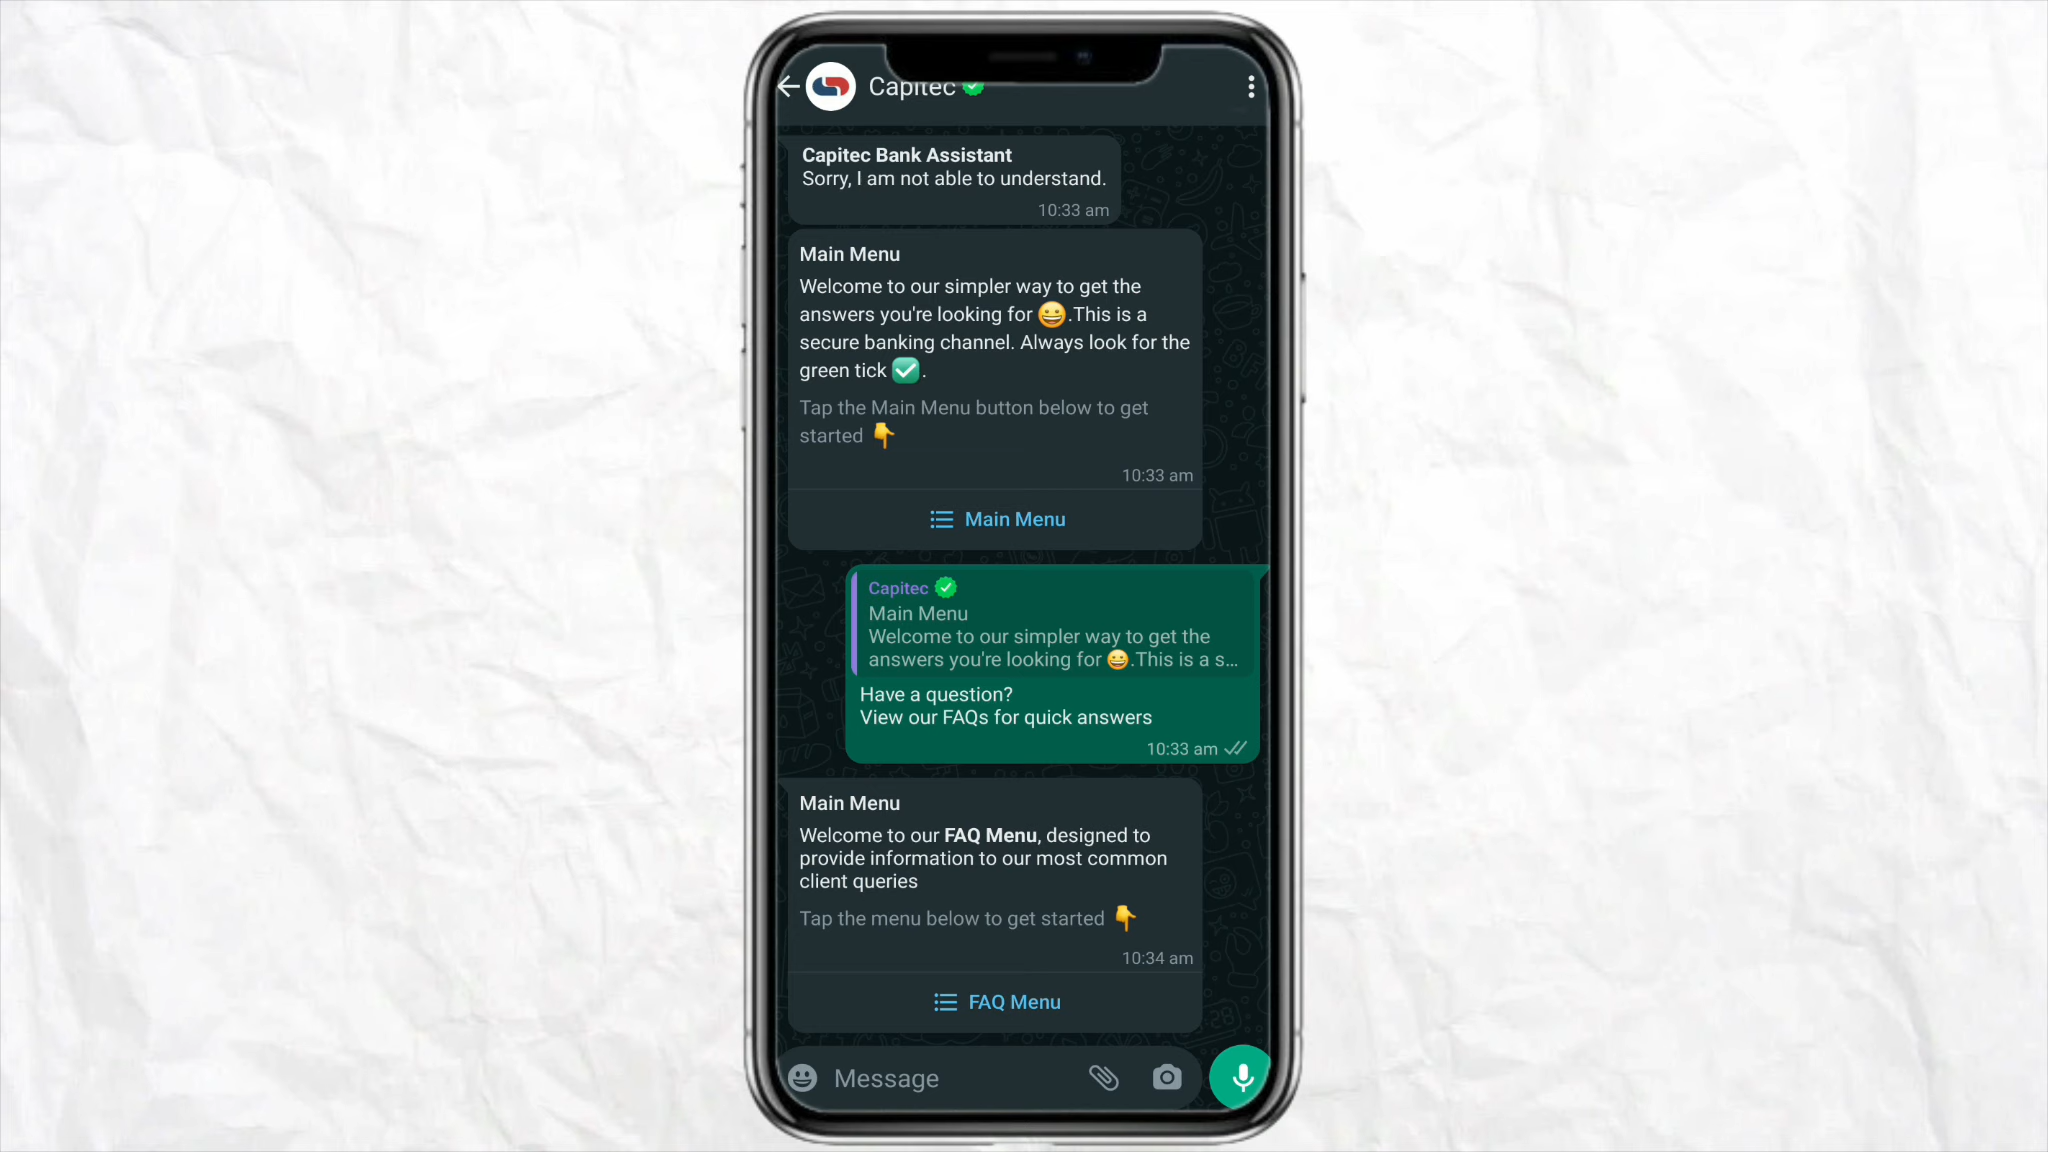 Capitec
Capitec Bank Assistant
Sorry, I am not able to understand.
10:33 am
Main Menu
Welcome to our simpler way to get the
answers you're looking for 😀.This is a
secure banking channel. Always look for the
green tick ✅.
Tap the Main Menu button below to get
started 👇
10:33 am
Main Menu
Capitec
Main Menu
Welcome to our simpler way to get the
answers you're looking for 😀.This is a s...
Have a question?
View our FAQs for quick answers
10:33 am
Main Menu
Welcome to our FAQ Menu, designed to
provide information to our most common
client queries
Tap the menu below to get started 👇
10:34 am
FAQ Menu
Message